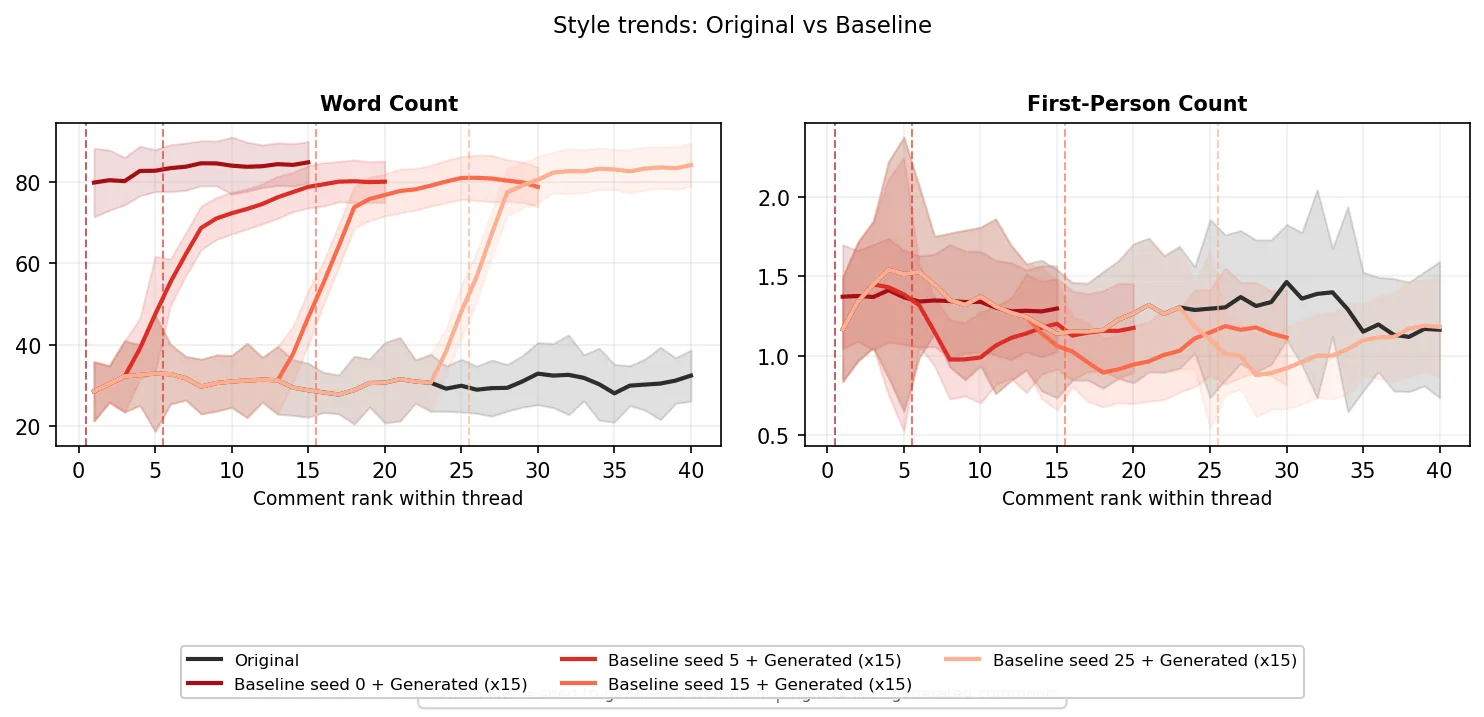 Style trends: Original vs Baseline
Word Count
80
60
40
20
0 5 10 15 20 25 30 35 40
Comment rank within thread
First-Person Count
2.0
1.5
1.0
0.5
0 5 10 15 20 25 30 35 40
Comment rank within thread
Original
Baseline seed 0 + Generated (x15)
Baseline seed 5 + Generated (x15)
Baseline seed 15 + Generated (x15)
Baseline seed 25 + Generated (x15)